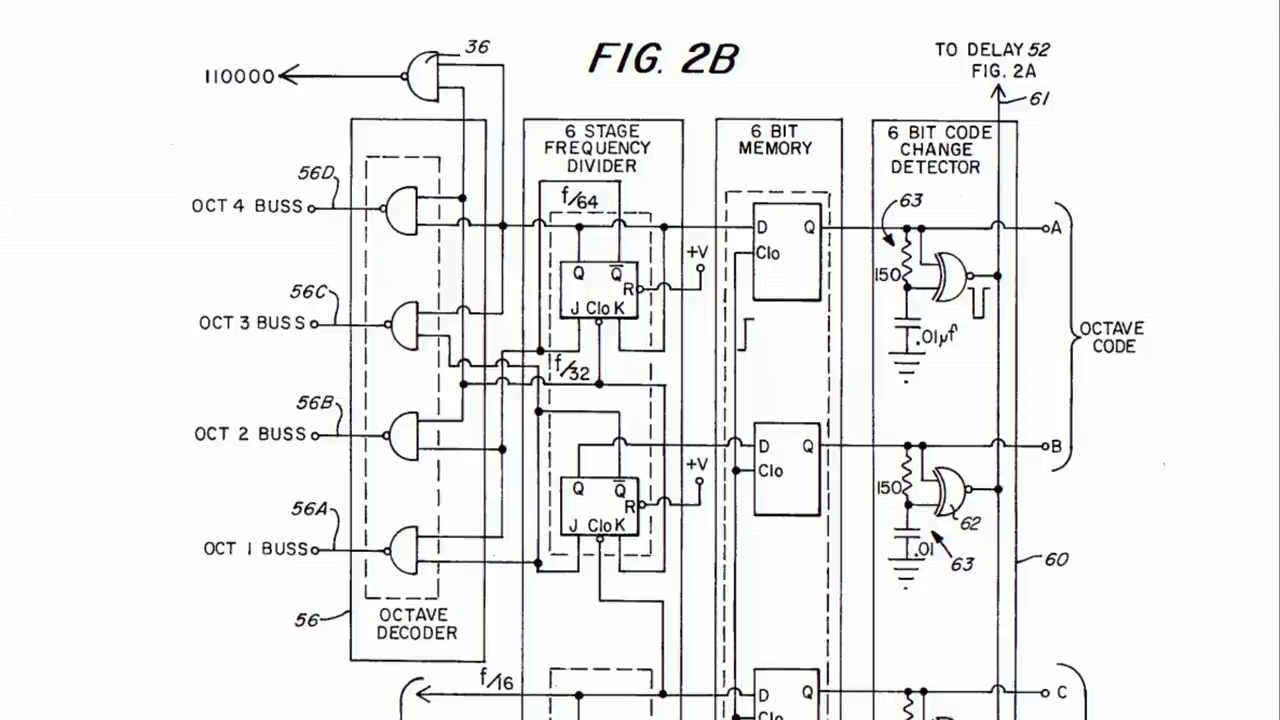 FIG. 2B
36
110000
TO DELAY 52
FIG. 2A
61
6 STAGE
FREQUENCY
DIVIDER
6 BIT
MEMORY
6 BIT CODE
CHANGE
DETECTOR
56D
OCT 4 BUSS
f/64
63
D Q
Clo
A
+V
Q Q̅
R
J Clo K
150
.01µf
56C
OCT 3 BUSS
OCTAVE
CODE
f/32
56B
OCT 2 BUSS
D Q
Clo
B
+V
Q Q̅
R
J Clo K
150
62
.01
63
56A
OCT 1 BUSS
60
56
OCTAVE
DECODER
f/16
D Q
Clo
C